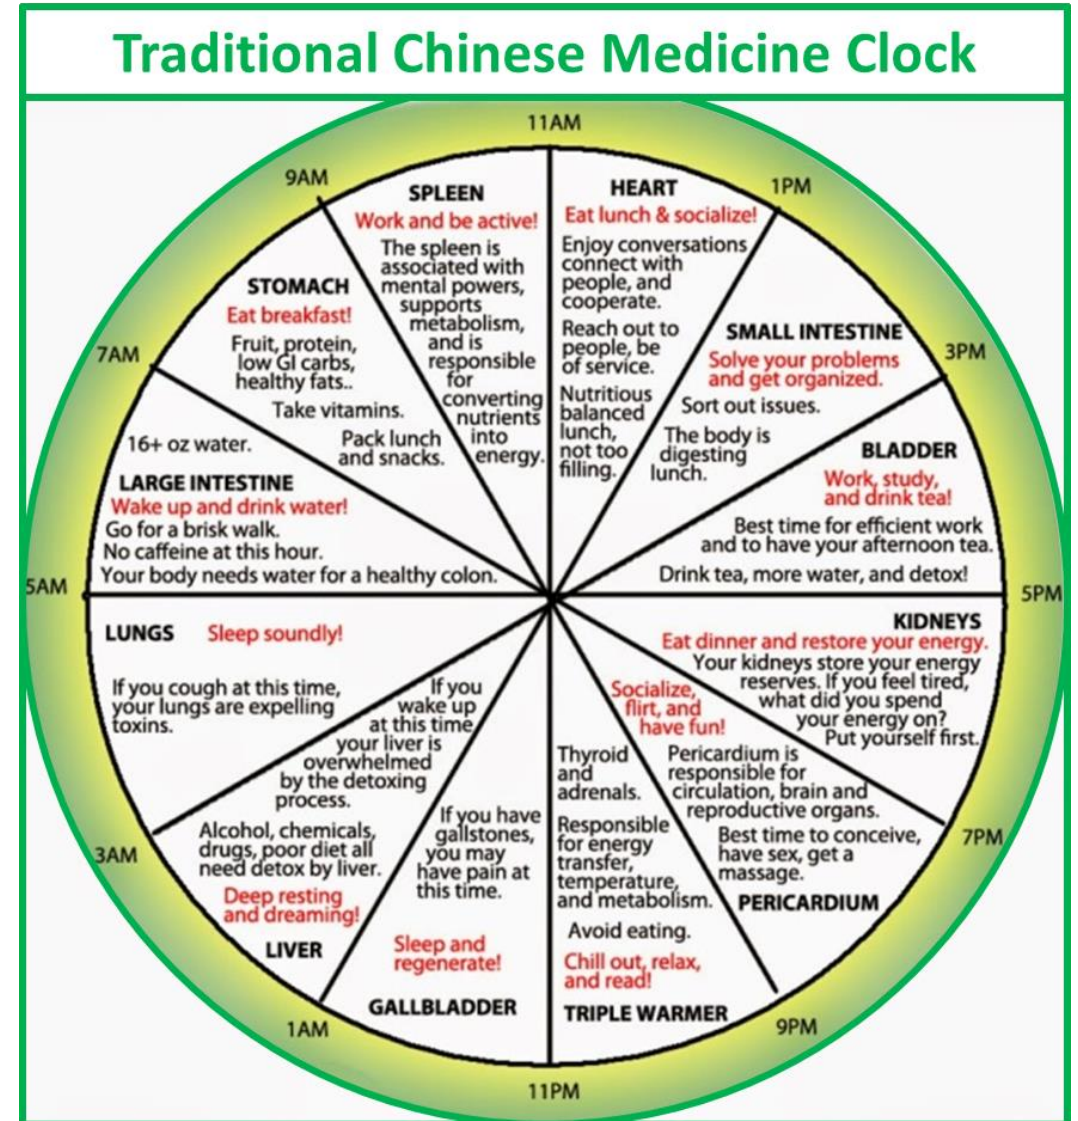 Traditional Chinese Medicine Clock
11AM
HEART
Eat lunch & socialize!
Enjoy conversations
connect with
people, and
cooperate.
Reach out to
people, be
of service.
Nutritious
balanced
lunch,
not too
filling.
1PM
SMALL INTESTINE
Solve your problems
and get organized.
Sort out issues.
The body is
digesting
lunch.
3PM
BLADDER
Work, study,
and drink tea!
Best time for efficient work
and to have your afternoon tea.
Drink tea, more water, and detox!
5PM
KIDNEYS
Eat dinner and restore your energy.
Your kidneys store your energy
reserves. If you feel tired,
what did you spend
your energy on?
Put yourself first.
7PM
Socialize,
flirt, and
have fun!
Pericardium is
responsible for
circulation, brain and
reproductive organs.
Best time to conceive,
have sex, get a
massage.
PERICARDIUM
9PM
Thyroid
and
adrenals.
Responsible
for energy
transfer,
temperature,
and metabolism.
Avoid eating.
Chill out, relax,
and read!
TRIPLE WARMER
11PM
If you have
gallstones,
you may
have pain at
this time.
Sleep and
regenerate!
GALLBLADDER
1AM
If you
wake up
at this time
your liver is
overwhelmed
by the detoxing
process.
Alcohol, chemicals,
drugs, poor diet all
need detox by liver.
Deep resting
and dreaming!
LIVER
3AM
LUNGS Sleep soundly!
If you cough at this time,
your lungs are expelling
toxins.
5AM
16+ oz water.
LARGE INTESTINE
Wake up and drink water!
Go for a brisk walk.
No caffeine at this hour.
Your body needs water for a healthy colon.
7AM
STOMACH
Eat breakfast!
Fruit, protein,
low GI carbs,
healthy fats..
Take vitamins.
Pack lunch
and snacks.
9AM
SPLEEN
Work and be active!
The spleen is
associated with
mental powers,
supports
metabolism,
and is
responsible
for
converting
nutrients
into
energy.